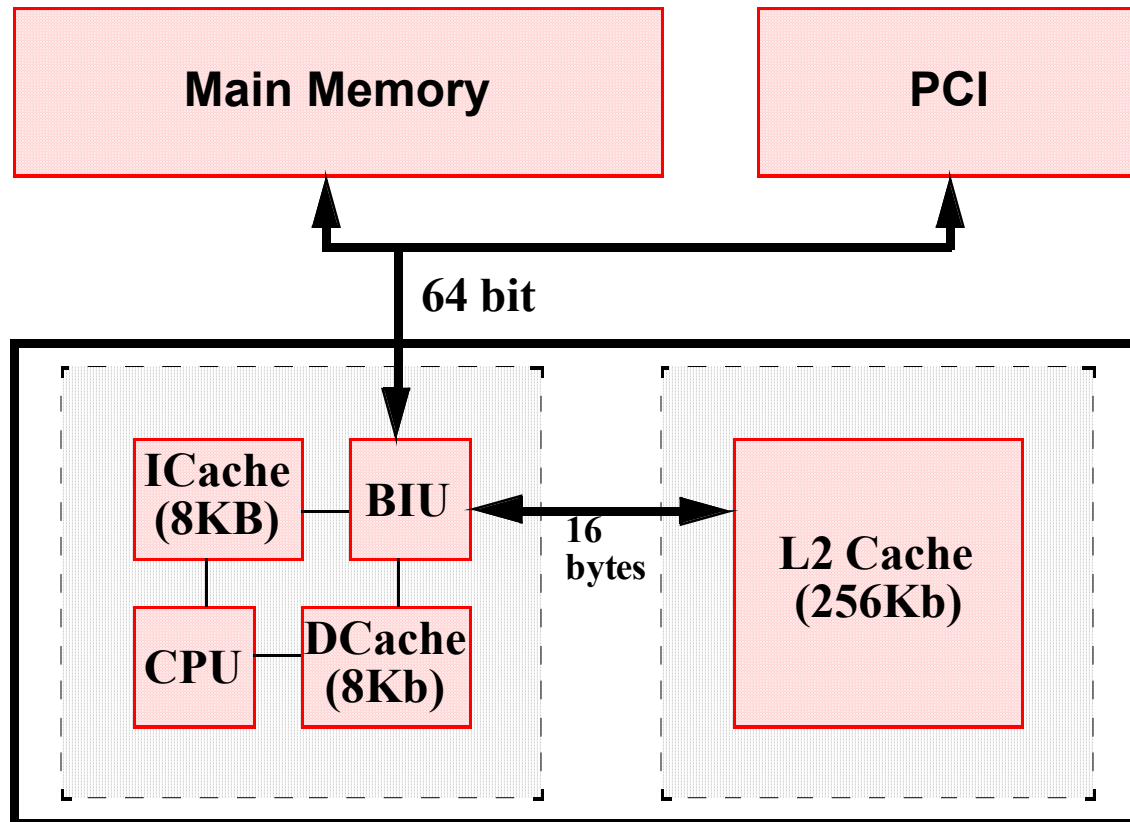 Main Memory
PCI
64 bit
ICache
(8KB)
BIU
16
bytes
L2 Cache
(256Kb)
CPU
DCache
(8Kb)